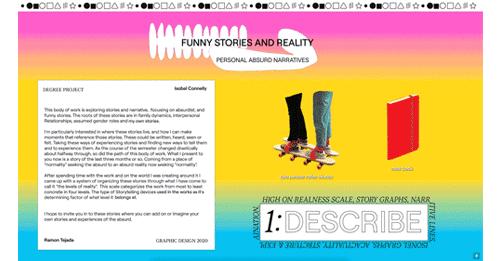 FUNNY STORIES AND REALITY
PERSONAL ABSURD NARRATIVES
DEGREE PROJECT
Isabel Connelly
This body of work is exploring stories and narrative, focusing on absurdist, and
funny stories. The roots of these stories are in family dynamics, interpersonal
Relationships, assumed gender roles and my own stories.
I'm particularly interested in where these stories live, and how I can make
moments that reference those stories. These could be written, heard, seen or
felt. Taking these ways of experiencing stories and finding new ways to tell them
and to experience them. As the course of the semester changed drastically
about halfway through, so did the path of this body of work. What I present to
you now is a story of the last three months or so. Coming from a place of
"normality" seeking the absurd to an absurd reality now seeking "normality".
After spending time with the work and on the world I was creating around it I
came up with a system of organizing these stories through what I have come to
call it "the levels of reality". This scale categorizes the work from most to least
concrete in four levels. The type of Storytelling devices used in the works as it's
determining factor of what level it belongs at.
I hope to invite you in to these stories where you can add on or imagine your
own stories and experiences of the absurd.
Ramon Tejada
GRAPHIC DESIGN 2020
HIGH ON REALNESS SCALE, STORY GRAPHS, NARR
1: DESCRIBE